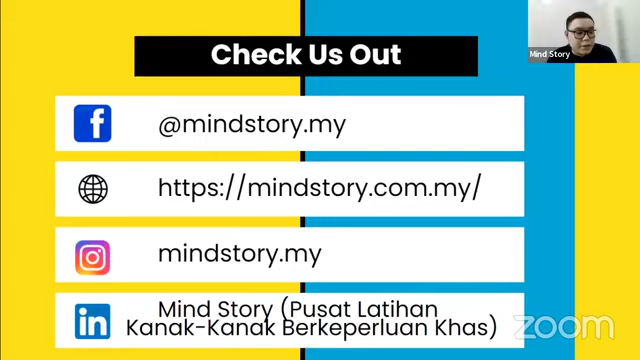 Check Us Out
Mind Story
@mindstory.my
https://mindstory.com.my/
mindstory.my
Mind Story (Pusat Latihan
Kanak-Kanak Berkeperluan Khas)
zoom